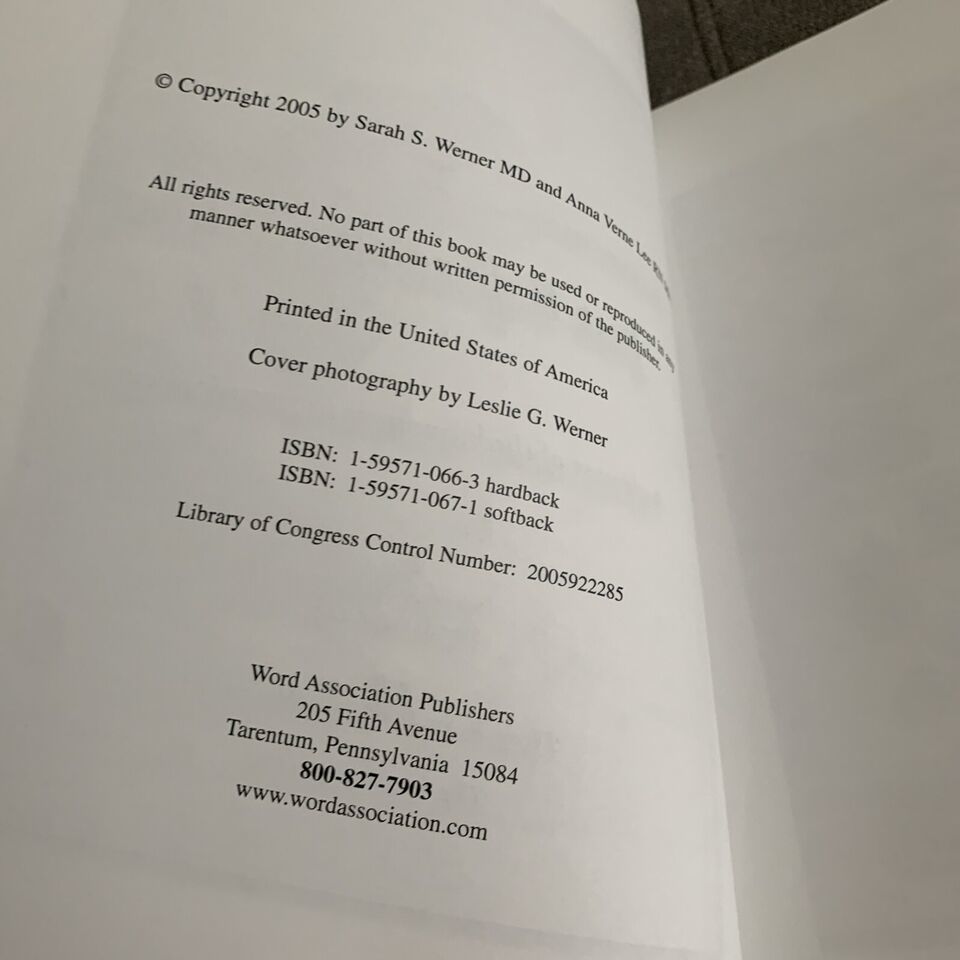 © Copyright 2005 by Sarah S. Werner MD and Anna Verne Lee
All rights reserved. No part of this book may be used or reproduced in any
manner whatsoever without written permission of the publisher.
Printed in the United States of America
Cover photography by Leslie G. Werner
ISBN: 1-59571-066-3 hardback
ISBN: 1-59571-067-1 softback
Library of Congress Control Number: 2005922285
Word Association Publishers
205 Fifth Avenue
Tarentum, Pennsylvania 15084
800-827-7903
www.wordassociation.com